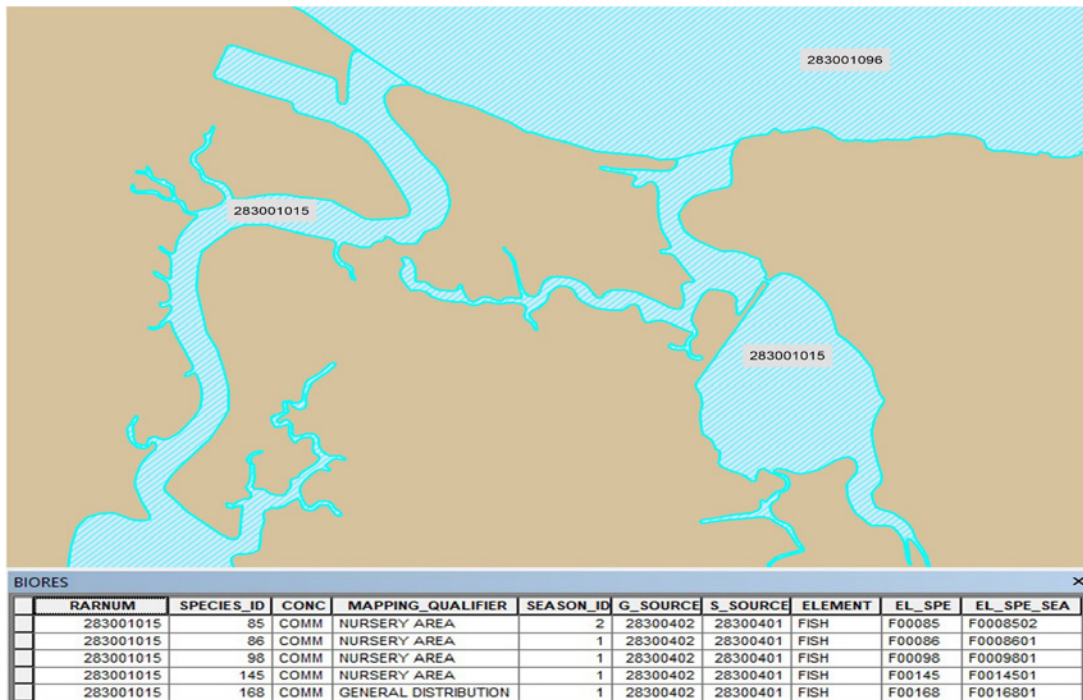 283001096
283001015
283001015
BIORES
RARNUM SPECIES_ID CONC MAPPING_QUALIFIER SEASON_ID G_SOURCE S_SOURCE ELEMENT EL_SPE EL_SPE_SEA
283001015 85 COMM NURSERY AREA 2 28300402 28300401 FISH F00085 F0008502
283001015 86 COMM NURSERY AREA 1 28300402 28300401 FISH F00086 F0008601
283001015 98 COMM NURSERY AREA 1 28300402 28300401 FISH F00098 F0009801
283001015 145 COMM NURSERY AREA 1 28300402 28300401 FISH F00145 F0014501
283001015 168 COMM GENERAL DISTRIBUTION 1 28300402 28300401 FISH F00168 F0016801